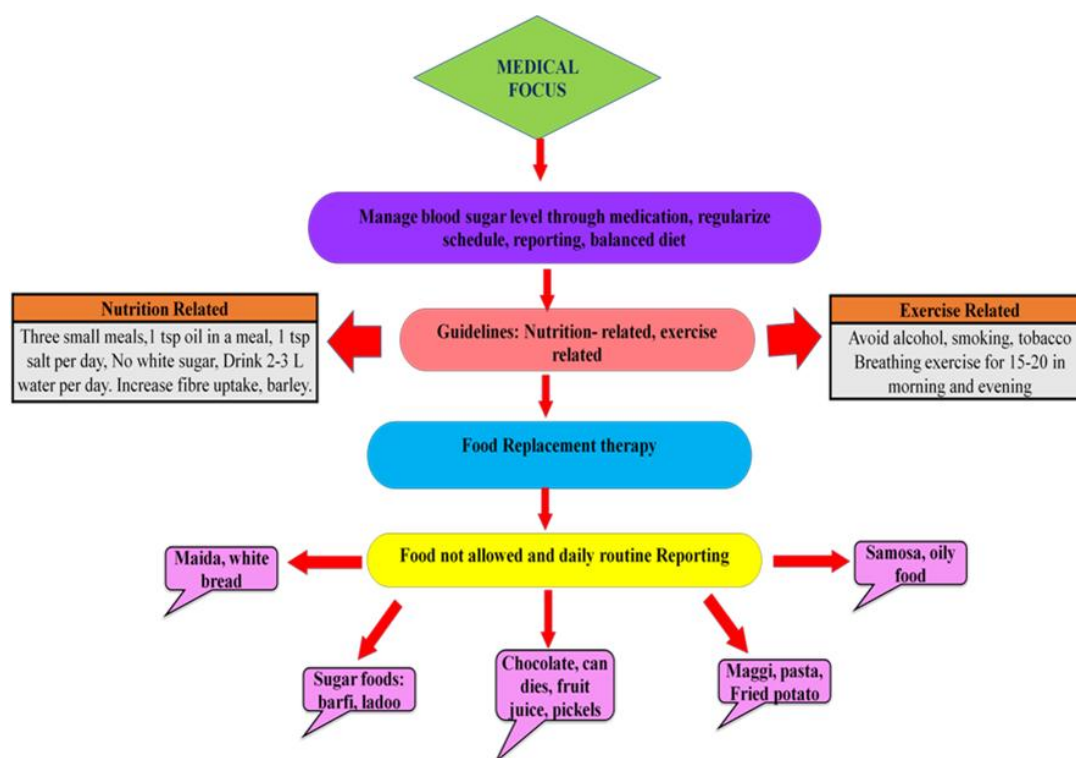 MEDICAL
FOCUS
Manage blood sugar level through medication, regularize
schedule, reporting, balanced diet
Nutrition Related
Three small meals,1 tsp oil in a meal, 1 tsp
salt per day, No white sugar, Drink 2-3 L
water per day. Increase fibre uptake, barley.
Guidelines: Nutrition- related, exercise
related
Exercise Related
Avoid alcohol, smoking, tobacco
Breathing exercise for 15-20 in
morning and evening
Food Replacement therapy
Food not allowed and daily routine Reporting
Maida, white
bread
Samosa, oily
food
Sugar foods:
barfi, ladoo
Chocolate, can
dies, fruit
juice, pickels
Maggi, pasta,
Fried potato